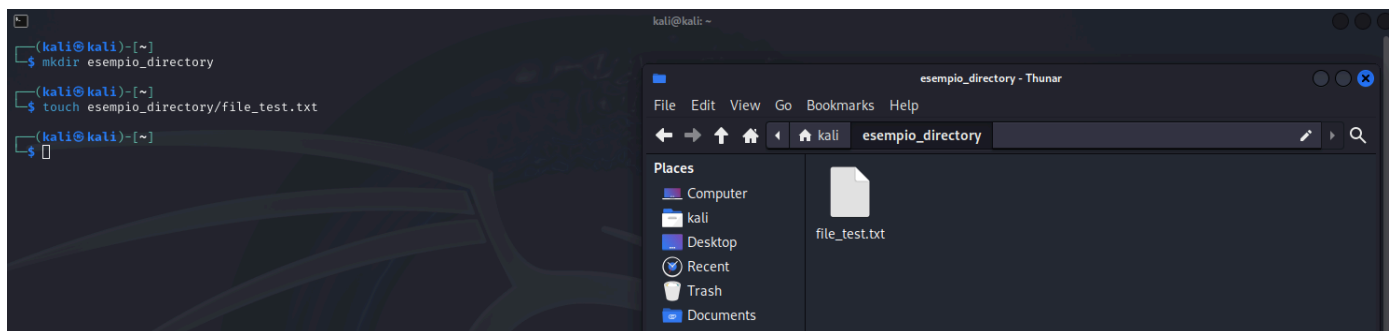 kali@kali: ~
(kali㉿kali)-[~]
$ mkdir esempio_directory
(kali㉿kali)-[~]
$ touch esempio_directory/file_test.txt
(kali㉿kali)-[~]
$
esempio_directory - Thunar
File Edit View Go Bookmarks Help
kali esempio_directory
Places
Computer
kali
Desktop
Recent
Trash
Documents
file_test.txt